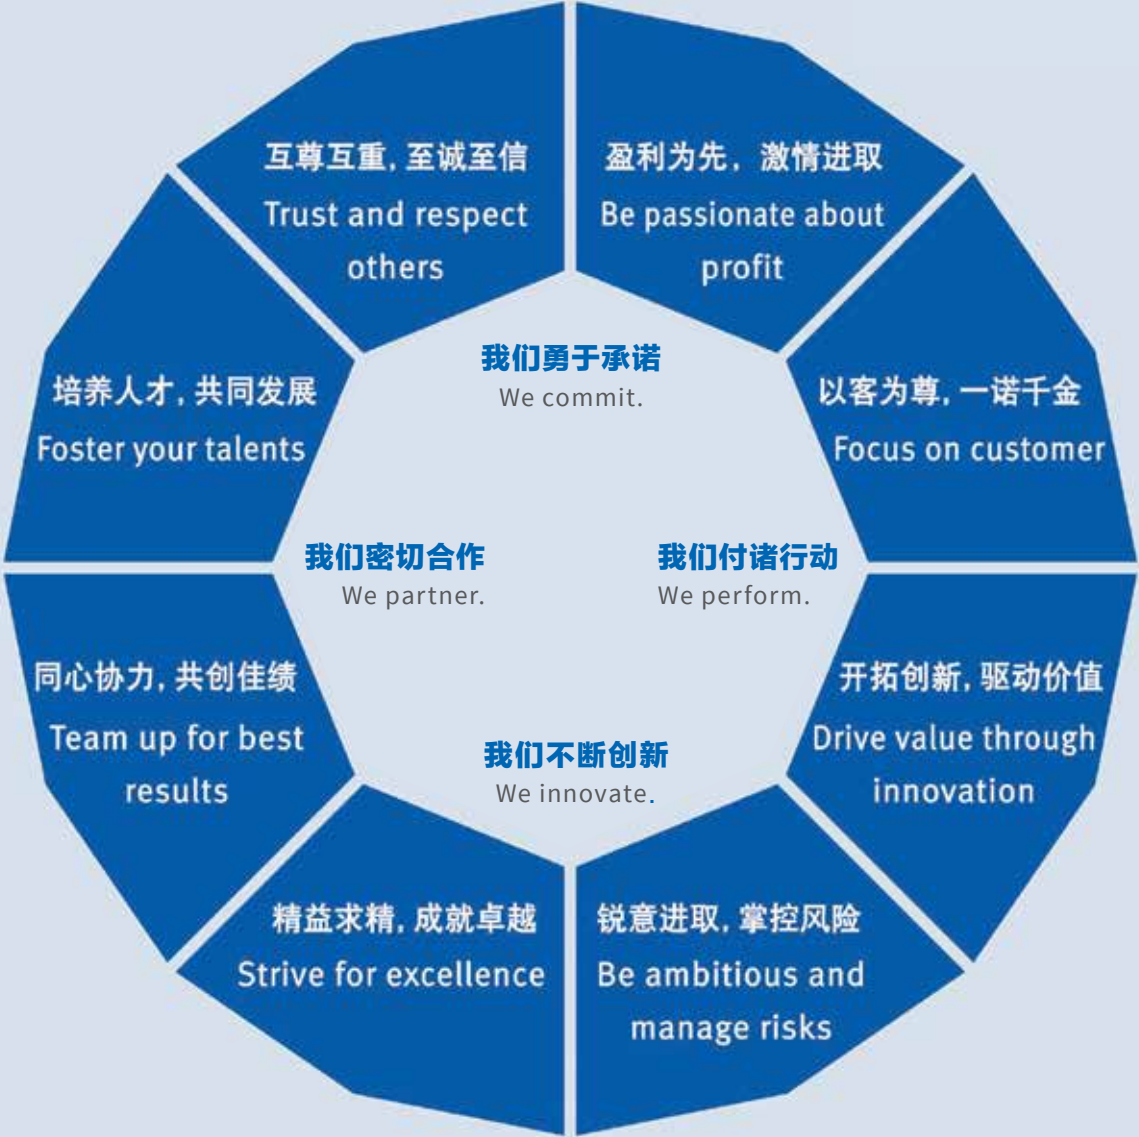 互尊互重, 至诚至信
Trust and respect
others
盈利为先，激情进取
Be passionate about
profit
我们勇于承诺
We commit.
培养人才, 共同发展
Foster your talents
以客为尊, 一诺千金
Focus on customer
我们密切合作
We partner.
我们付诸行动
We perform.
同心协力, 共创佳绩
Team up for best
results
开拓创新, 驱动价值
Drive value through
innovation
我们不断创新
We innovate.
精益求精, 成就卓越
Strive for excellence
锐意进取, 掌控风险
Be ambitious and
manage risks